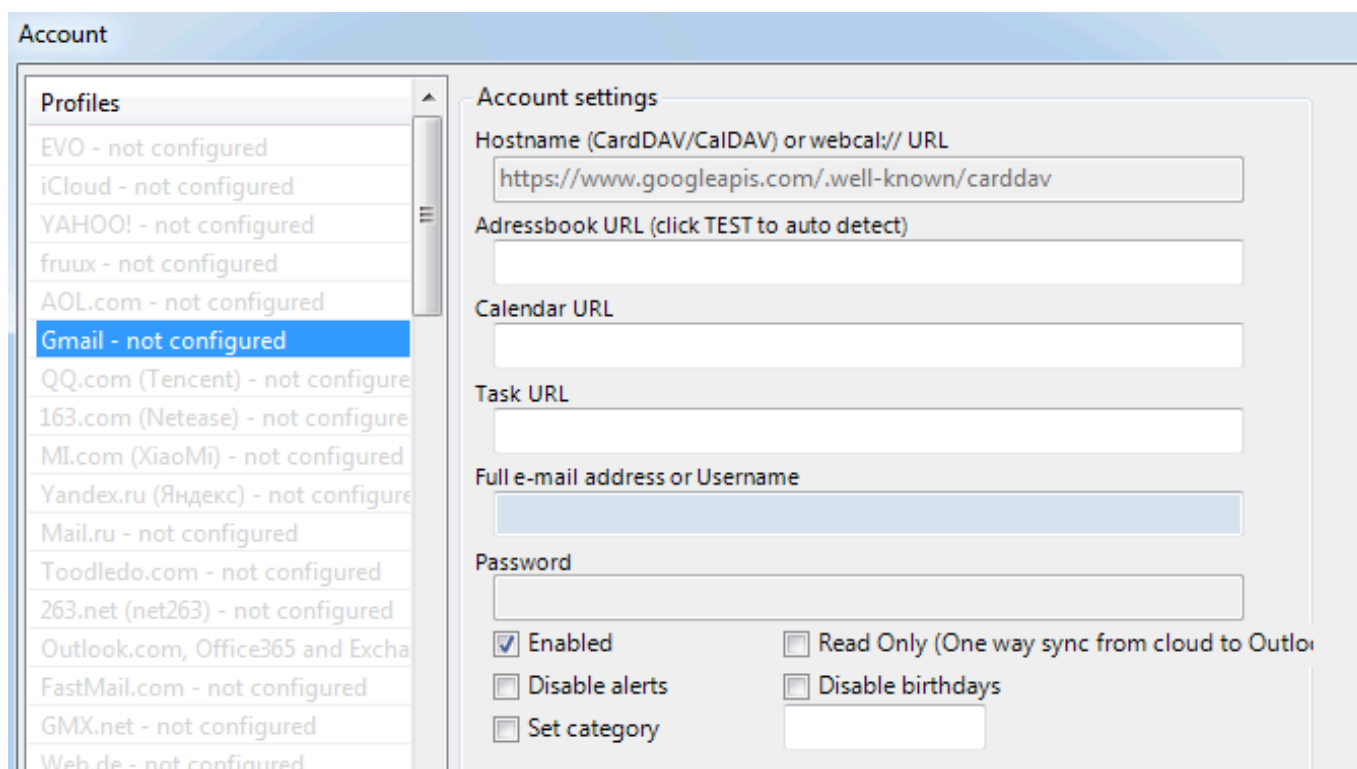 Account
Profiles
EVO - not configured
iCloud - not configured
YAHOO! - not configured
fruux - not configured
AOL.com - not configured
Gmail - not configured
QQ.com (Tencent) - not configure
163.com (Netease) - not configure
MI.com (XiaoMi) - not configured
Yandex.ru (Яндекс) - not configure
Mail.ru - not configured
Toodledo.com - not configured
263.net (net263) - not configured
Outlook.com, Office365 and Excha
FastMail.com - not configured
GMX.net - not configured
Web.de - not configured
Account settings
Hostname (CardDAV/CalDAV) or webcal:// URL
https://www.googleapis.com/.well-known/carddav
Adressbook URL (click TEST to auto detect)
Calendar URL
Task URL
Full e-mail address or Username
Password
Enabled
Read Only (One way sync from cloud to Outloo
Disable alerts
Disable birthdays
Set category